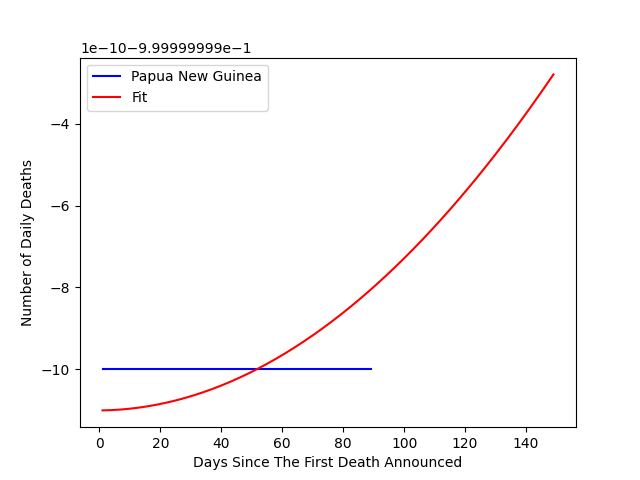 1e−10−9.99999999e−1
Papua New Guinea
Fit
Number of Daily Deaths
−4
−6
−8
−10
0 20 40 60 80 100 120 140
Days Since The First Death Announced